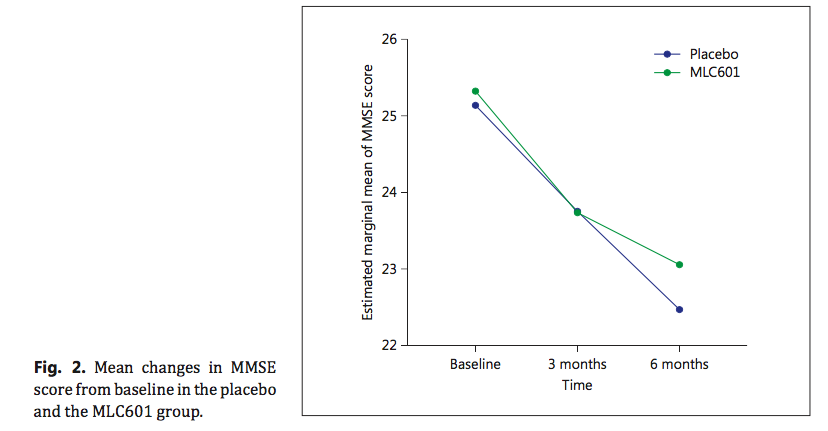 26
25
24
23
22
Estimated marginal mean of MMSE score
Placebo
MLC601
Baseline 3 months 6 months
Time
Fig. 2. Mean changes in MMSE
score from baseline in the placebo
and the MLC601 group.